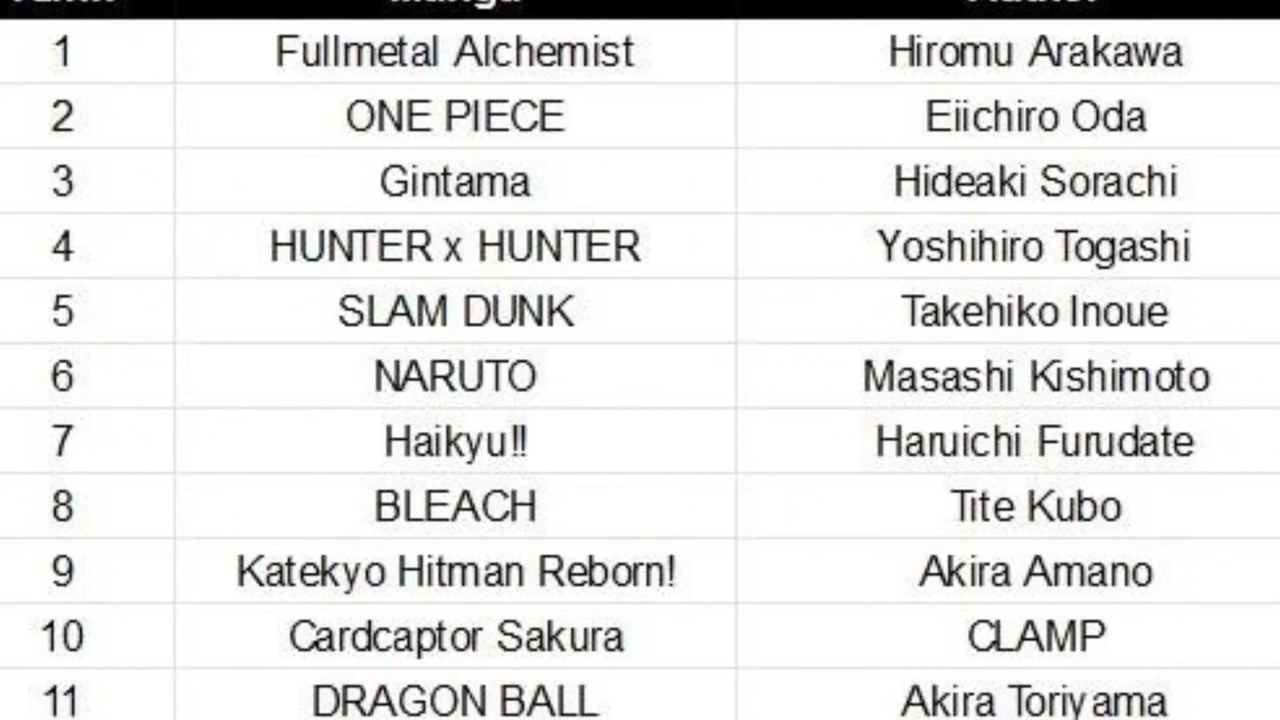 1 Fullmetal Alchemist Hiromu Arakawa
2 ONE PIECE Eiichiro Oda
3 Gintama Hideaki Sorachi
4 HUNTER x HUNTER Yoshihiro Togashi
5 SLAM DUNK Takehiko Inoue
6 NARUTO Masashi Kishimoto
7 Haikyu!! Haruichi Furudate
8 BLEACH Tite Kubo
9 Katekyo Hitman Reborn! Akira Amano
10 Cardcaptor Sakura CLAMP
11 DRAGON BALL Akira Toriyama